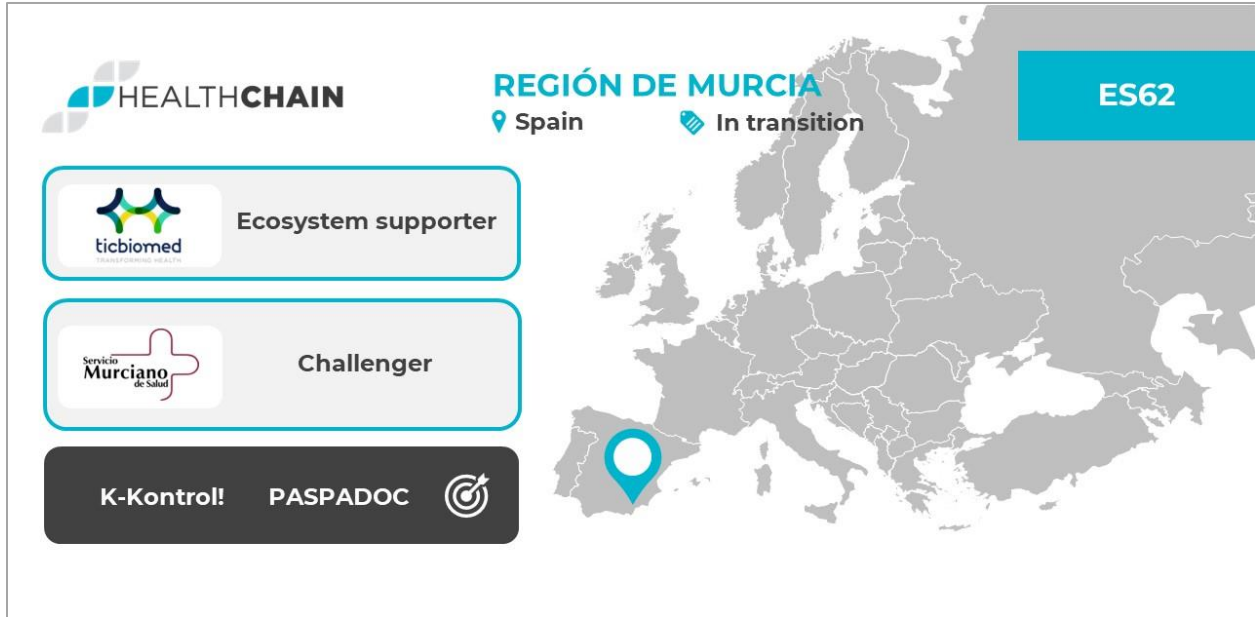 HEALTHCHAIN
REGIÓN DE MURCIA
Spain
In transition
ES62
ticbiomed
TRANSFORMING HEALTH
Ecosystem supporter
Servicio
Murciano
de Salud
Challenger
K-Kontrol!
PASPADOC